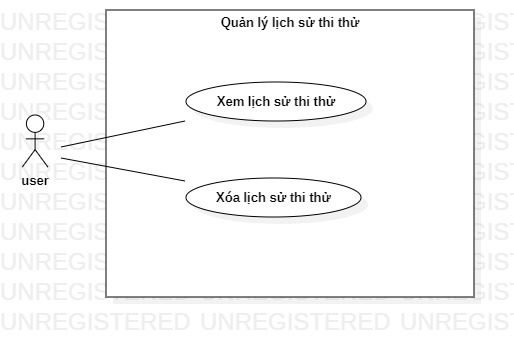 Quản lý lịch sử thi thử
Xem lịch sử thi thử
user
Xóa lịch sử thi thử
UNREGISTERED UNREGISTERED UNREGIST